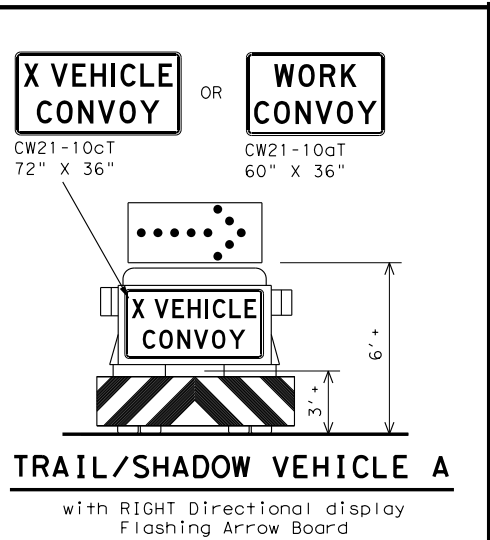 X VEHICLE
CONVOY
CW21-10cT
72" X 36"
OR
WORK
CONVOY
CW21-10aT
60" X 36"
X VEHICLE
CONVOY
6'+
3'+
TRAIL/SHADOW VEHICLE A
with RIGHT Directional display
Flashing Arrow Board